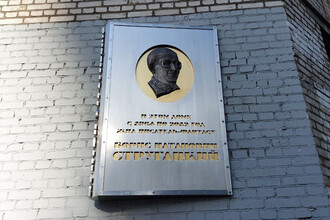 В ЭТОМ ДОМЕ
С 1964 ПО 2012 ГОД
ЖИЛ ПИСАТЕЛЬ-ФАНТАСТ
БОРИС НАТАНОВИЧ
СТРУГАЦКИЙ